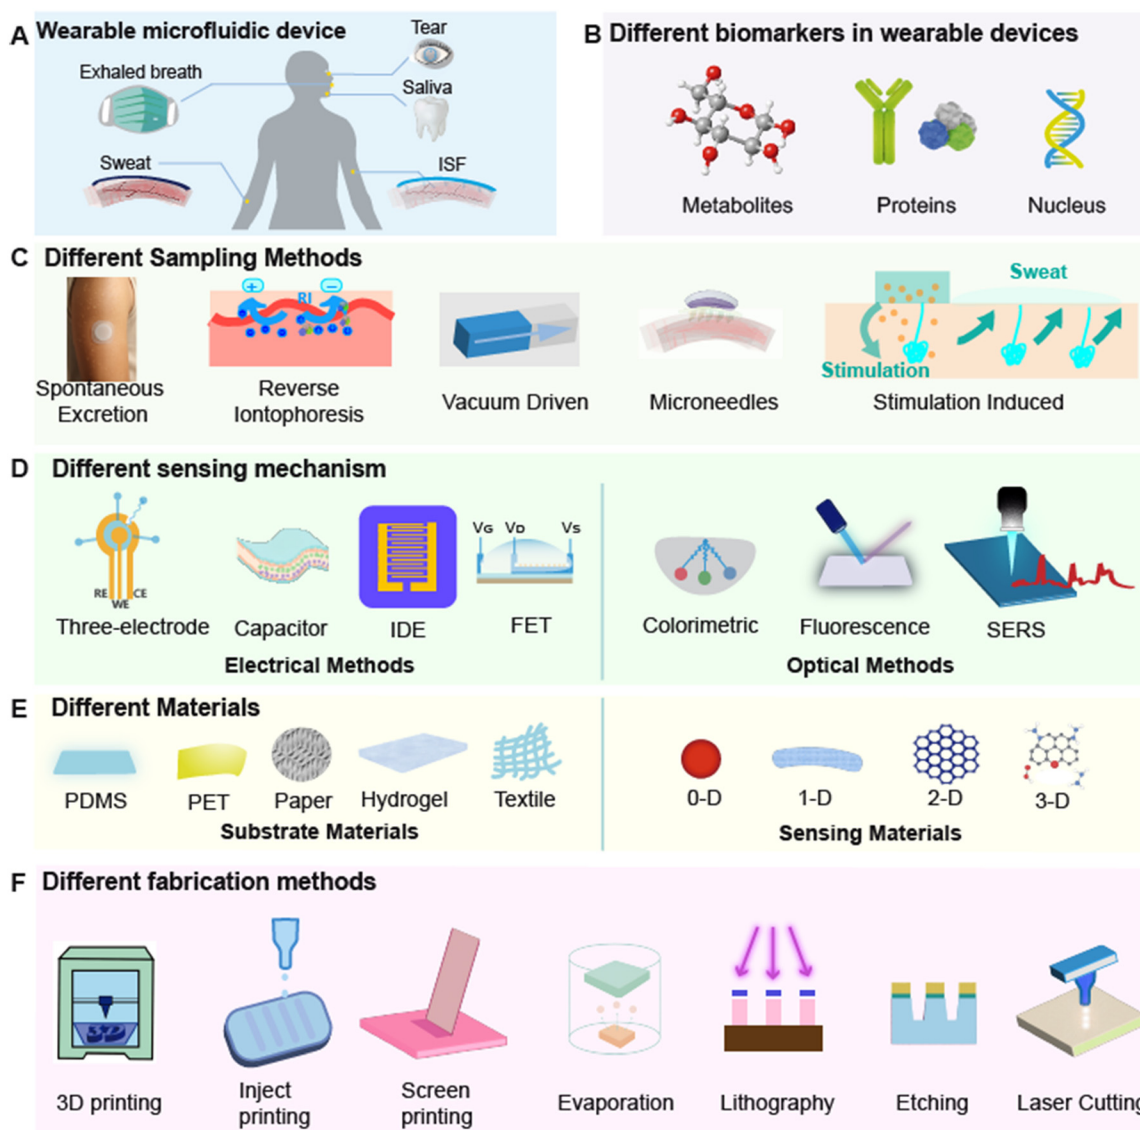 A Wearable microfluidic device
Tear
Exhaled breath
Saliva
Sweat
ISF
B Different biomarkers in wearable devices
Metabolites
Proteins
Nucleus
C Different Sampling Methods
+
−
RI
Sweat
Stimulation
Spontaneous
Excretion
Reverse
Iontophoresis
Vacuum Driven
Microneedles
Stimulation Induced
D Different sensing mechanism
RE
WE
CE
VG
VD
VS
Three-electrode
Capacitor
IDE
FET
Electrical Methods
Colorimetric
Fluorescence
SERS
Optical Methods
E Different Materials
PDMS
PET
Paper
Hydrogel
Textile
Substrate Materials
0-D
1-D
2-D
3-D
Sensing Materials
F Different fabrication methods
3D
3D printing
Inject
printing
Screen
printing
Evaporation
Lithography
Etching
Laser Cutting